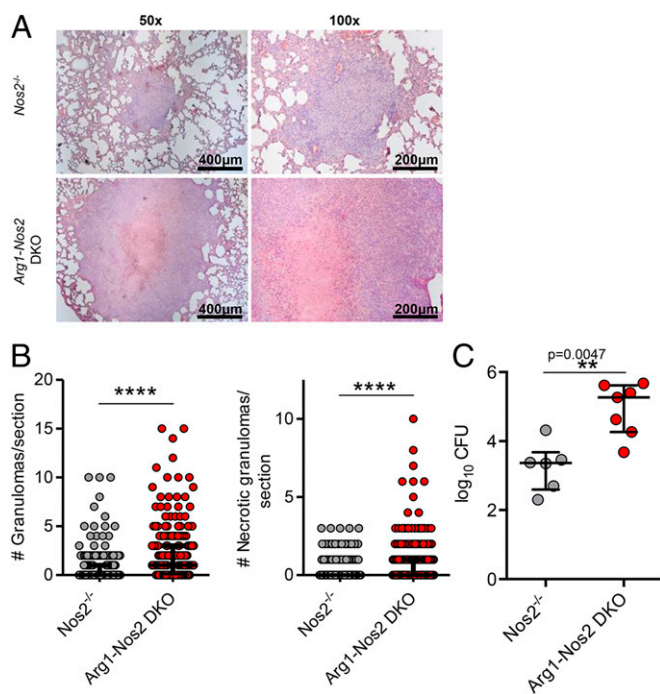 A
50x
100x
Nos2-/-
400μm
200μm
Arg1-Nos2
DKO
400μm
200μm
B
# Granulomas/section
20
15
10
5
0
****
Nos2-/-
Arg1-Nos2 DKO
# Necrotic granulomas/
section
10
5
0
****
Nos2-/-
Arg1-Nos2 DKO
C
p=0.0047
**
log10 CFU
6
4
2
0
Nos2-/-
Arg1-Nos2 DKO